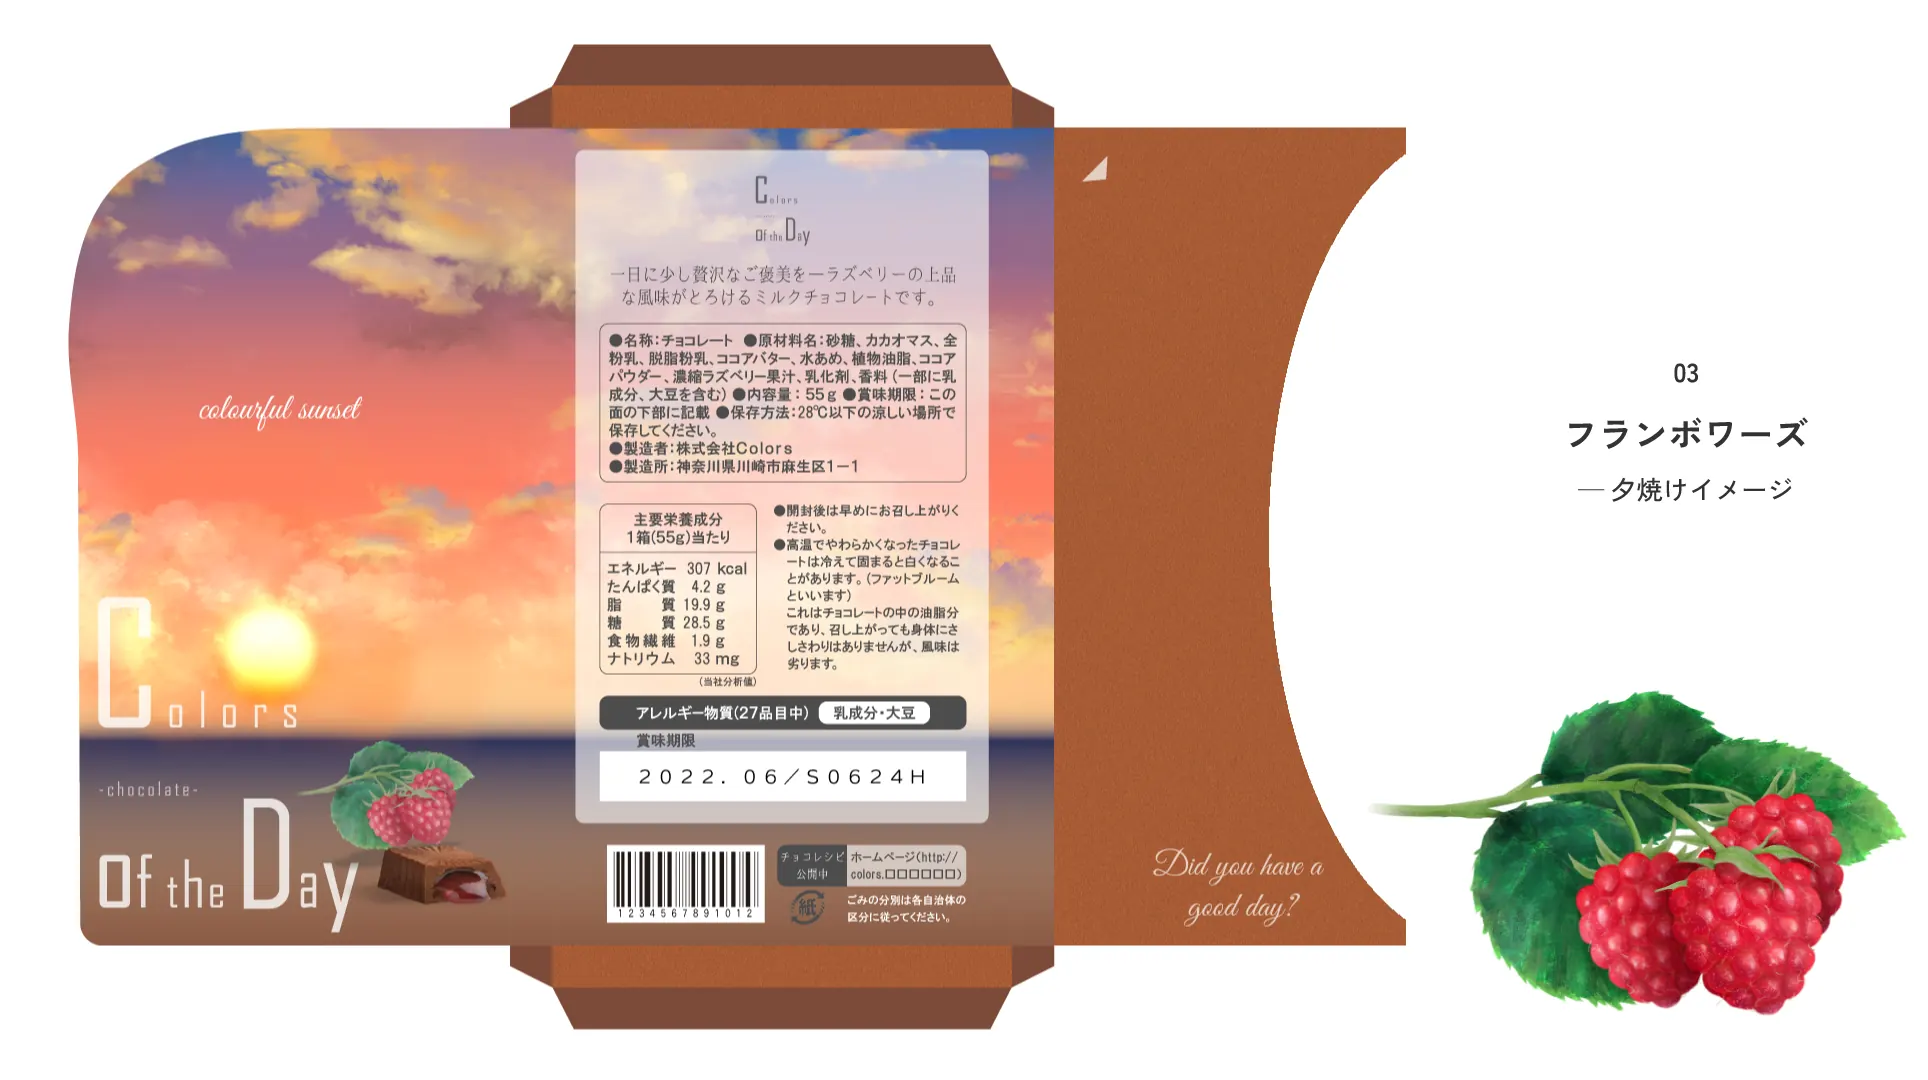 colourful sunset
Colors
-chocolate-
Of the Day
Colors
Of the Day
一日に少し贅沢なご褒美を―ラズベリーの上品
な風味がとろけるミルクチョコレートです。
●名称：チョコレート ●原材料名：砂糖、カカオマス、全
粉乳、脱脂粉乳、ココアバター、水あめ、植物油脂、ココア
パウダー、濃縮ラズベリー果汁、乳化剤、香料（一部に乳
成分、大豆を含む）●内容量：55g ●賞味期限：この
面の下部に記載 ●保存方法：28℃以下の涼しい場所で
保存してください。
●製造者：株式会社Colors
●製造所：神奈川県川崎市麻生区1ー1
主要栄養成分
1箱(55g)当たり
エネルギー 307 kcal
たんぱく質 4.2 g
脂質 19.9 g
糖質 28.5 g
食物繊維 1.9 g
ナトリウム 33 mg
（当社分析値）
●開封後は早めにお召し上がりく
ださい。
●高温でやわらかくなったチョコレ
ートは冷えて固まると白くなるこ
とがあります。（ファットブルーム
といいます）
これはチョコレートの中の油脂分
であり、召し上がっても身体にさ
しさわりはありませんが、風味は
劣ります。
アレルギー物質(27品目中) 乳成分・大豆
賞味期限
2022. 06/S0624H
123456789101 2
チョコレシピ
公開中
ホームページ(http://
colors.□□□□□□)
紙
ごみの分別は各自治体の
区分に従ってください。
Did you have a
good day?
03
フランボワーズ
― 夕焼けイメージ